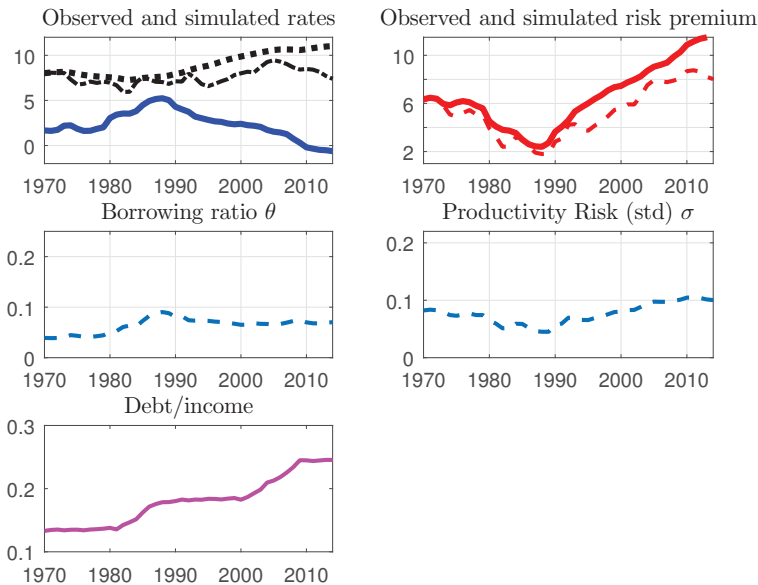 Observed and simulated rates
10
5
0
1970 1980 1990 2000 2010
Observed and simulated risk premium
10
6
2
1970 1980 1990 2000 2010
Borrowing ratio θ
0.2
0.1
0
1970 1980 1990 2000 2010
Productivity Risk (std) σ
0.2
0.1
0
1970 1980 1990 2000 2010
Debt/income
0.3
0.2
0.1
1970 1980 1990 2000 2010